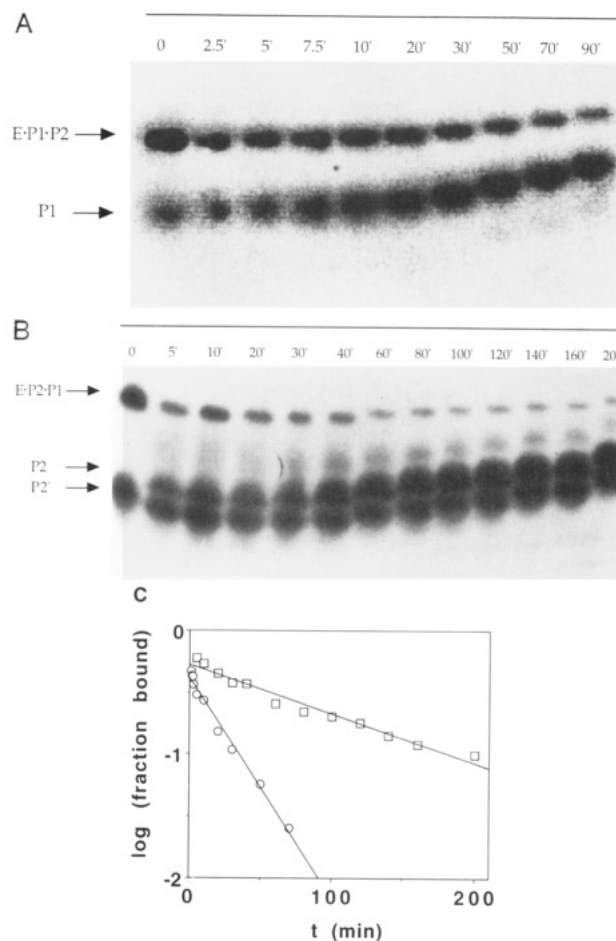 A
0 2.5' 5' 7.5' 10' 20' 30' 50' 70' 90'
E·P1·P2
P1
B
0 5' 10' 20' 30' 40' 60' 80' 100' 120' 140' 160' 20
E·P2·P1
P2
P2'
C
0
-1
-2
log (fraction bound)
0 100 200
t (min)